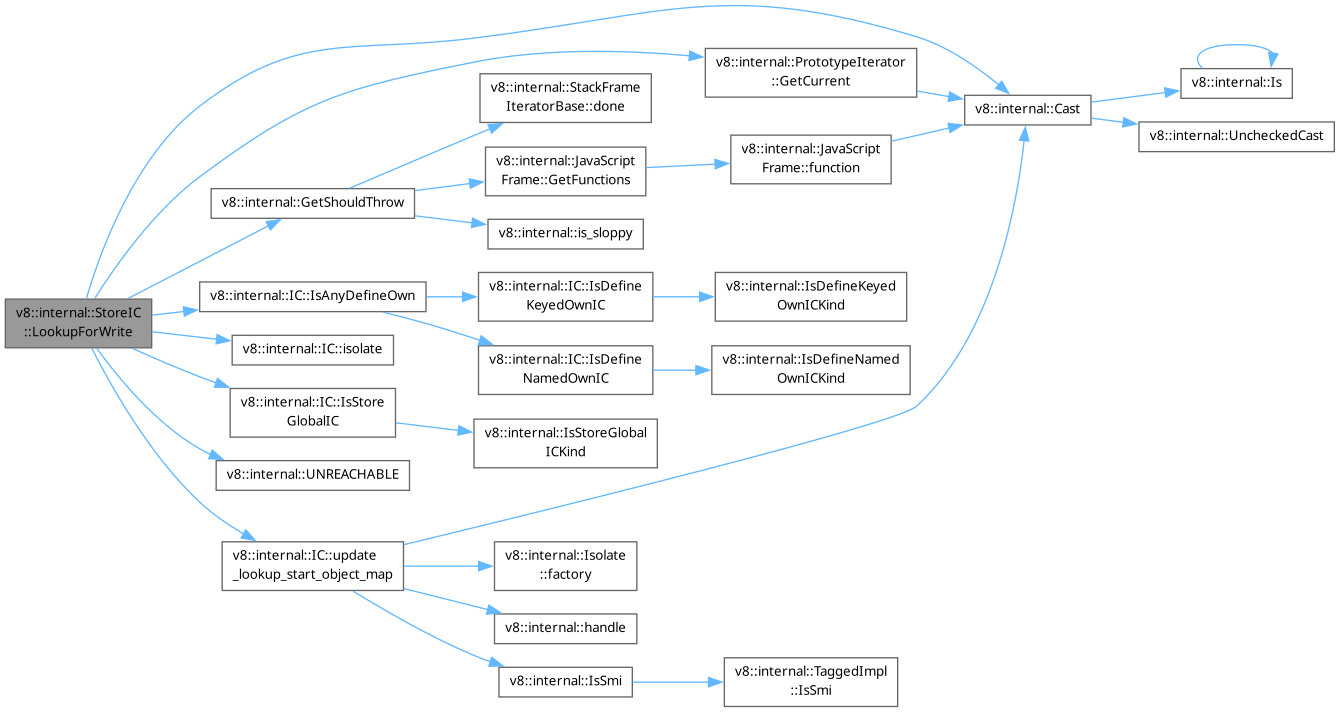 v8::internal::StoreIC
::LookupForWrite
v8::internal::Cast
v8::internal::Is
v8::internal::UncheckedCast
v8::internal::PrototypeIterator
::GetCurrent
v8::internal::GetShouldThrow
v8::internal::StackFrame
IteratorBase::done
v8::internal::JavaScript
Frame::GetFunctions
v8::internal::JavaScript
Frame::function
v8::internal::is_sloppy
v8::internal::IC::IsAnyDefineOwn
v8::internal::IC::IsDefine
KeyedOwnIC
v8::internal::IsDefineKeyed
OwnICKind
v8::internal::IC::IsDefine
NamedOwnIC
v8::internal::IsDefineNamed
OwnICKind
v8::internal::IC::isolate
v8::internal::IC::IsStore
GlobalIC
v8::internal::IsStoreGlobal
ICKind
v8::internal::UNREACHABLE
v8::internal::IC::update
_lookup_start_object_map
v8::internal::Isolate
::factory
v8::internal::handle
v8::internal::IsSmi
v8::internal::TaggedImpl
::IsSmi